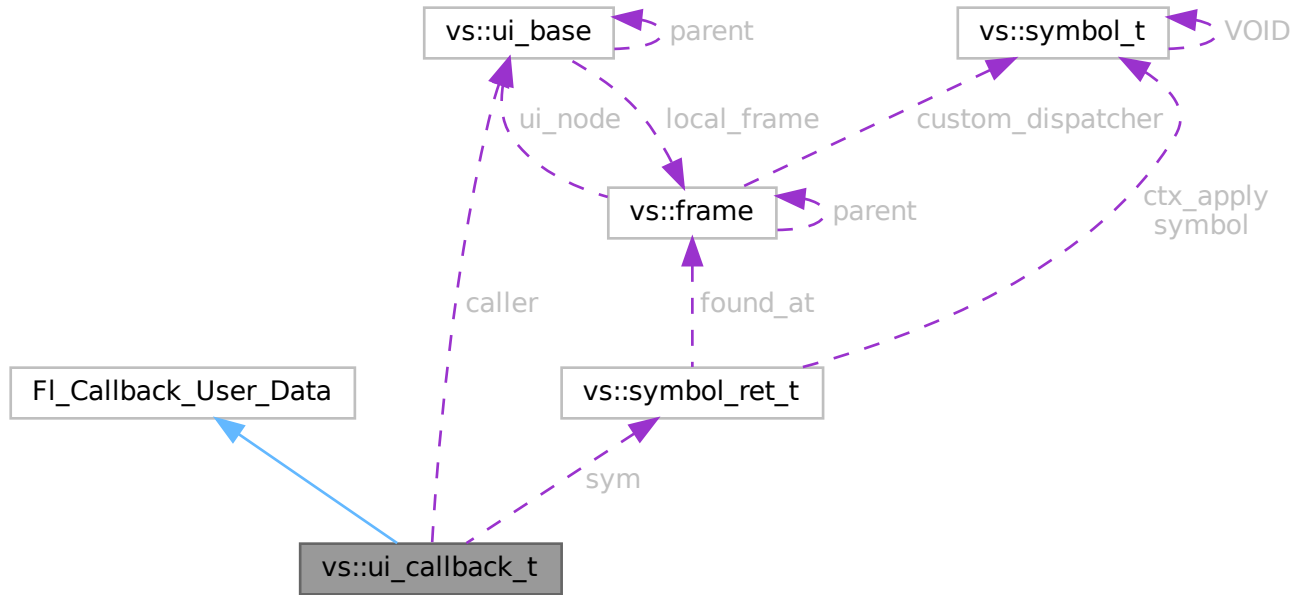 vs::ui_base
parent
vs::symbol_t
VOID
ui_node
local_frame
custom_dispatcher
vs::frame
parent
ctx_apply
symbol
caller
found_at
Fl_Callback_User_Data
vs::symbol_ret_t
sym
vs::ui_callback_t